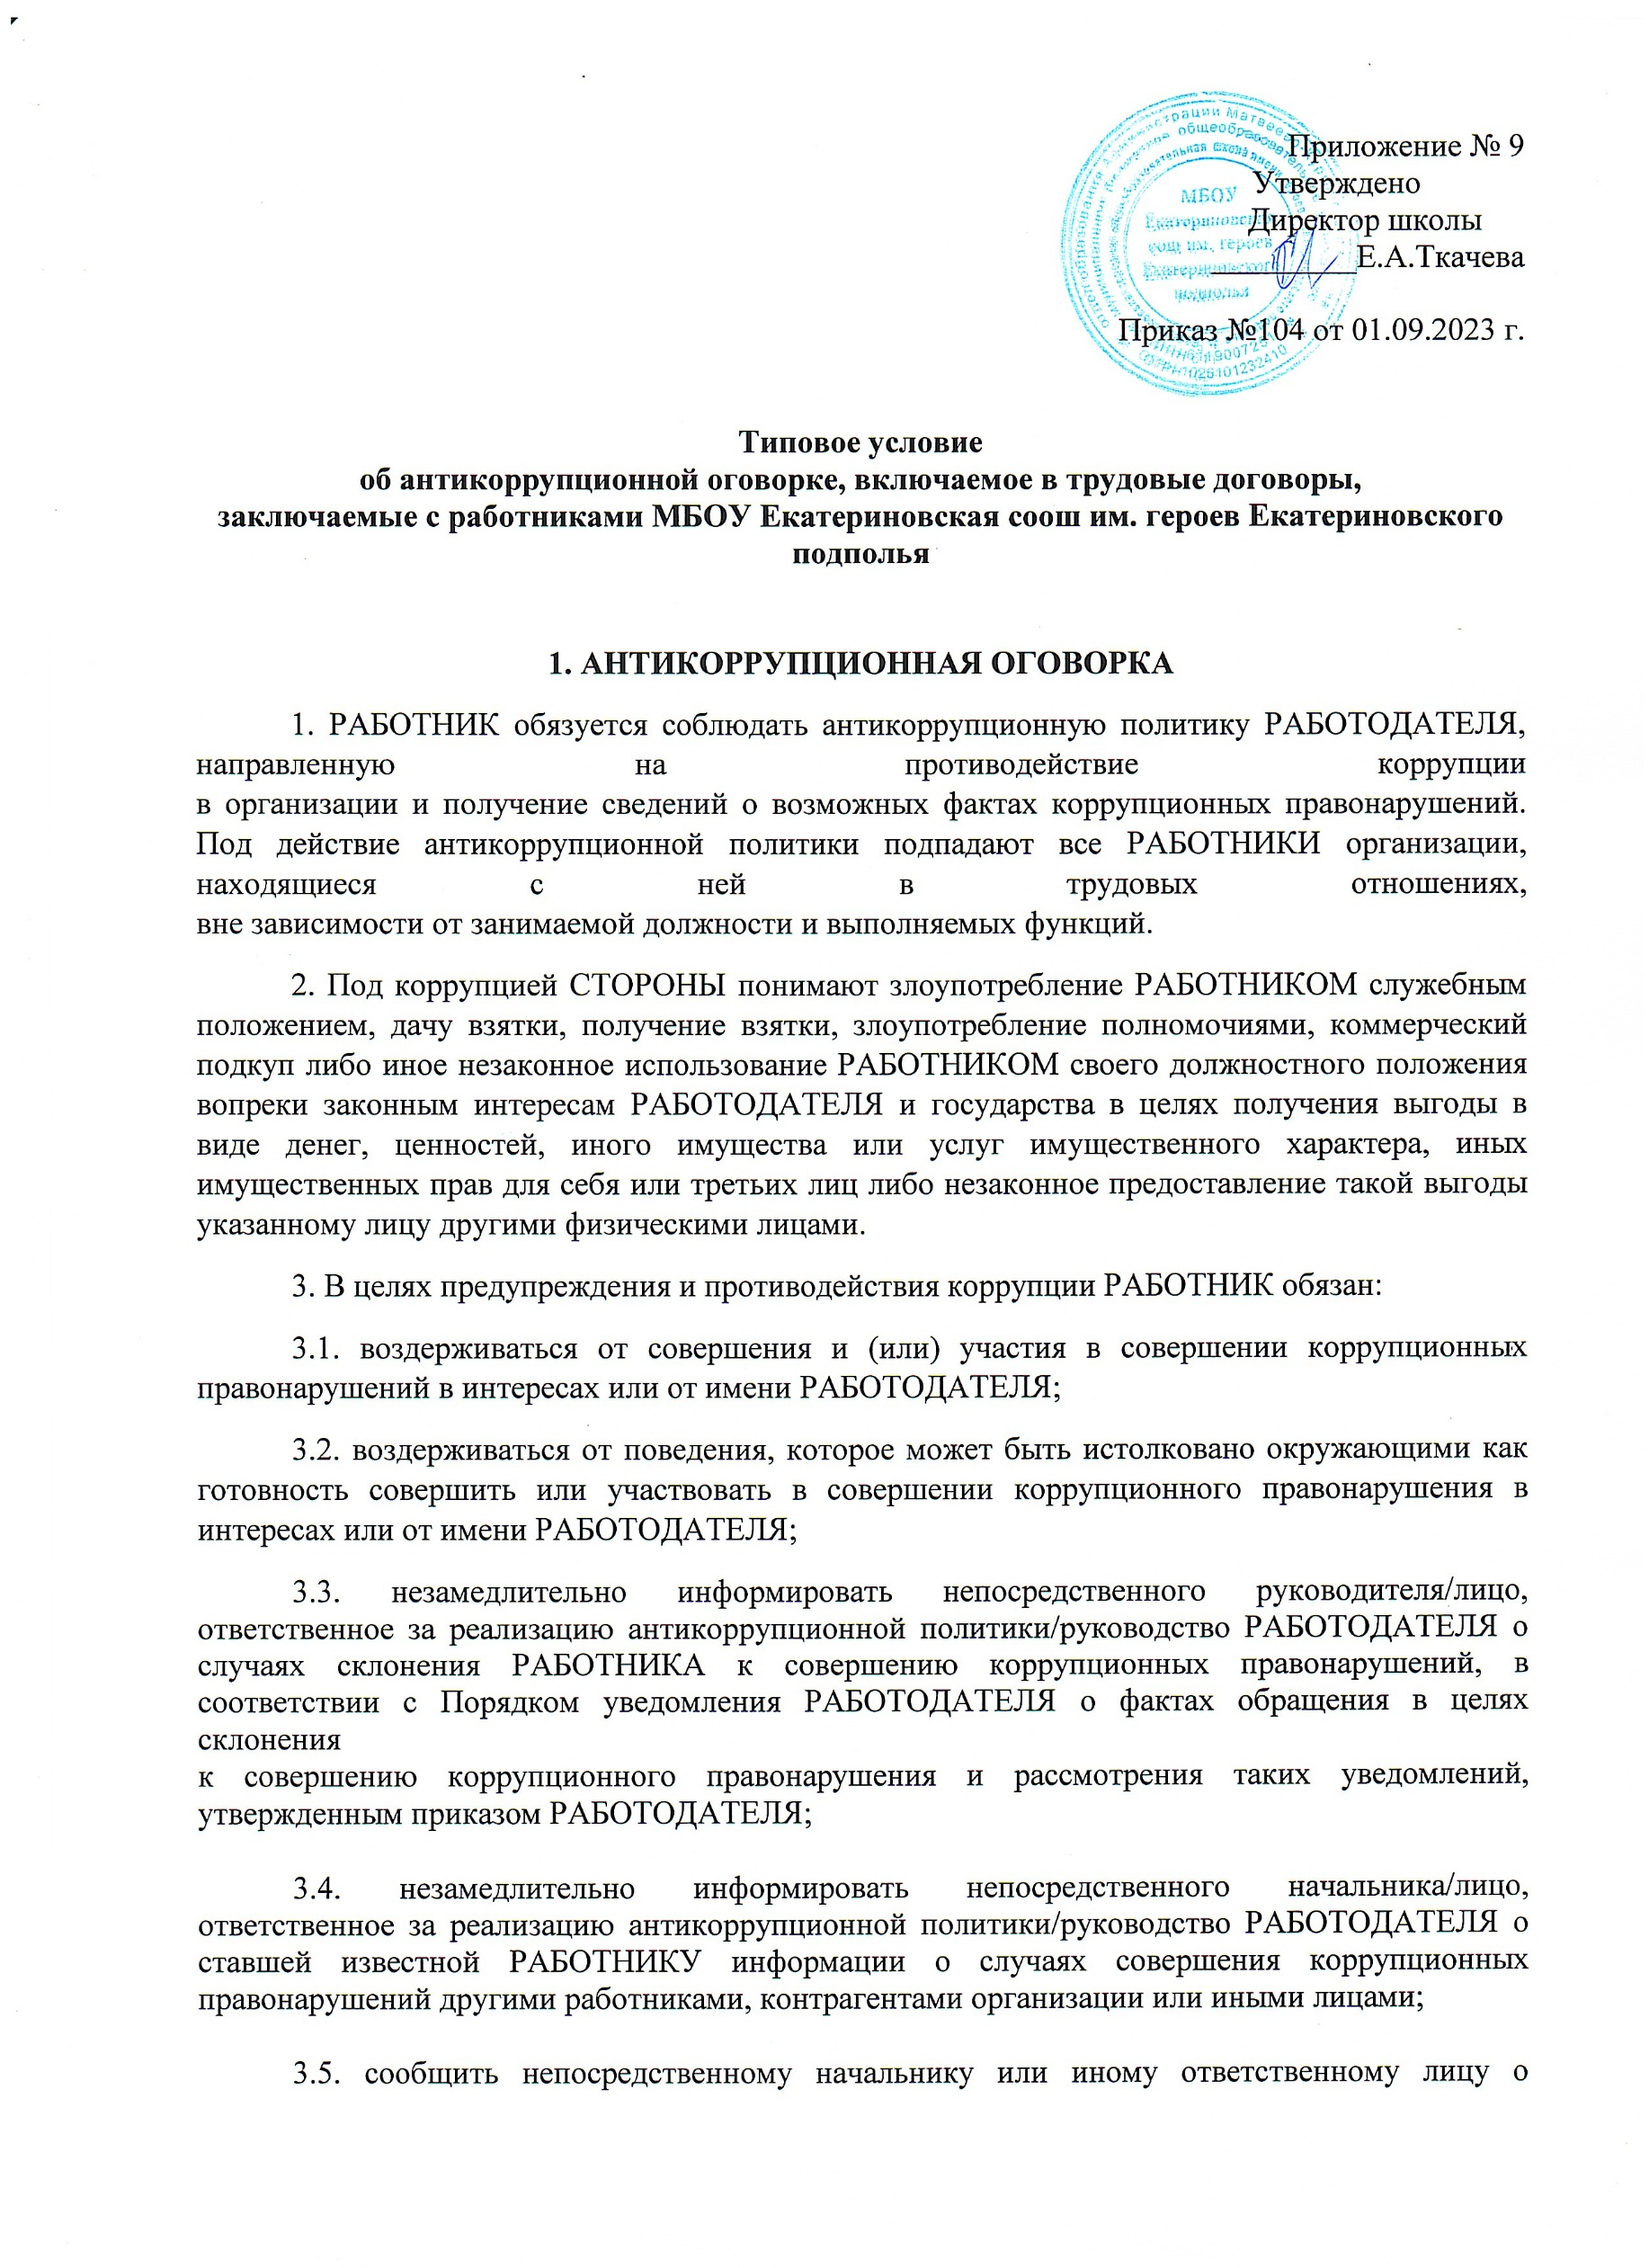 Приложение № 9
Утверждено
Директор школы
_________Е.А.Ткачева
МБОУ
сош им. героев
подполья
Приказ №104 от 01.09.2023 г.
Типовое условие
об антикоррупционной оговорке, включаемое в трудовые договоры,
заключаемые с работниками МБОУ Екатериновская соош им. героев Екатериновского
подполья
1. АНТИКОРРУПЦИОННАЯ ОГОВОРКА
1. РАБОТНИК обязуется соблюдать антикоррупционную политику РАБОТОДАТЕЛЯ,
направленную на противодействие коррупции
в организации и получение сведений о возможных фактах коррупционных правонарушений.
Под действие антикоррупционной политики подпадают все РАБОТНИКИ организации,
находящиеся с ней в трудовых отношениях,
вне зависимости от занимаемой должности и выполняемых функций.
2. Под коррупцией СТОРОНЫ понимают злоупотребление РАБОТНИКОМ служебным
положением, дачу взятки, получение взятки, злоупотребление полномочиями, коммерческий
подкуп либо иное незаконное использование РАБОТНИКОМ своего должностного положения
вопреки законным интересам РАБОТОДАТЕЛЯ и государства в целях получения выгоды в
виде денег, ценностей, иного имущества или услуг имущественного характера, иных
имущественных прав для себя или третьих лиц либо незаконное предоставление такой выгоды
указанному лицу другими физическими лицами.
3. В целях предупреждения и противодействия коррупции РАБОТНИК обязан:
3.1. воздерживаться от совершения и (или) участия в совершении коррупционных
правонарушений в интересах или от имени РАБОТОДАТЕЛЯ;
3.2. воздерживаться от поведения, которое может быть истолковано окружающими как
готовность совершить или участвовать в совершении коррупционного правонарушения в
интересах или от имени РАБОТОДАТЕЛЯ;
3.3. незамедлительно информировать непосредственного руководителя/лицо,
ответственное за реализацию антикоррупционной политики/руководство РАБОТОДАТЕЛЯ о
случаях склонения РАБОТНИКА к совершению коррупционных правонарушений, в
соответствии с Порядком уведомления РАБОТОДАТЕЛЯ о фактах обращения в целях
склонения
к совершению коррупционного правонарушения и рассмотрения таких уведомлений,
утвержденным приказом РАБОТОДАТЕЛЯ;
3.4. незамедлительно информировать непосредственного начальника/лицо,
ответственное за реализацию антикоррупционной политики/руководство РАБОТОДАТЕЛЯ о
ставшей известной РАБОТНИКУ информации о случаях совершения коррупционных
правонарушений другими работниками, контрагентами организации или иными лицами;
3.5. сообщить непосредственному начальнику или иному ответственному лицу о